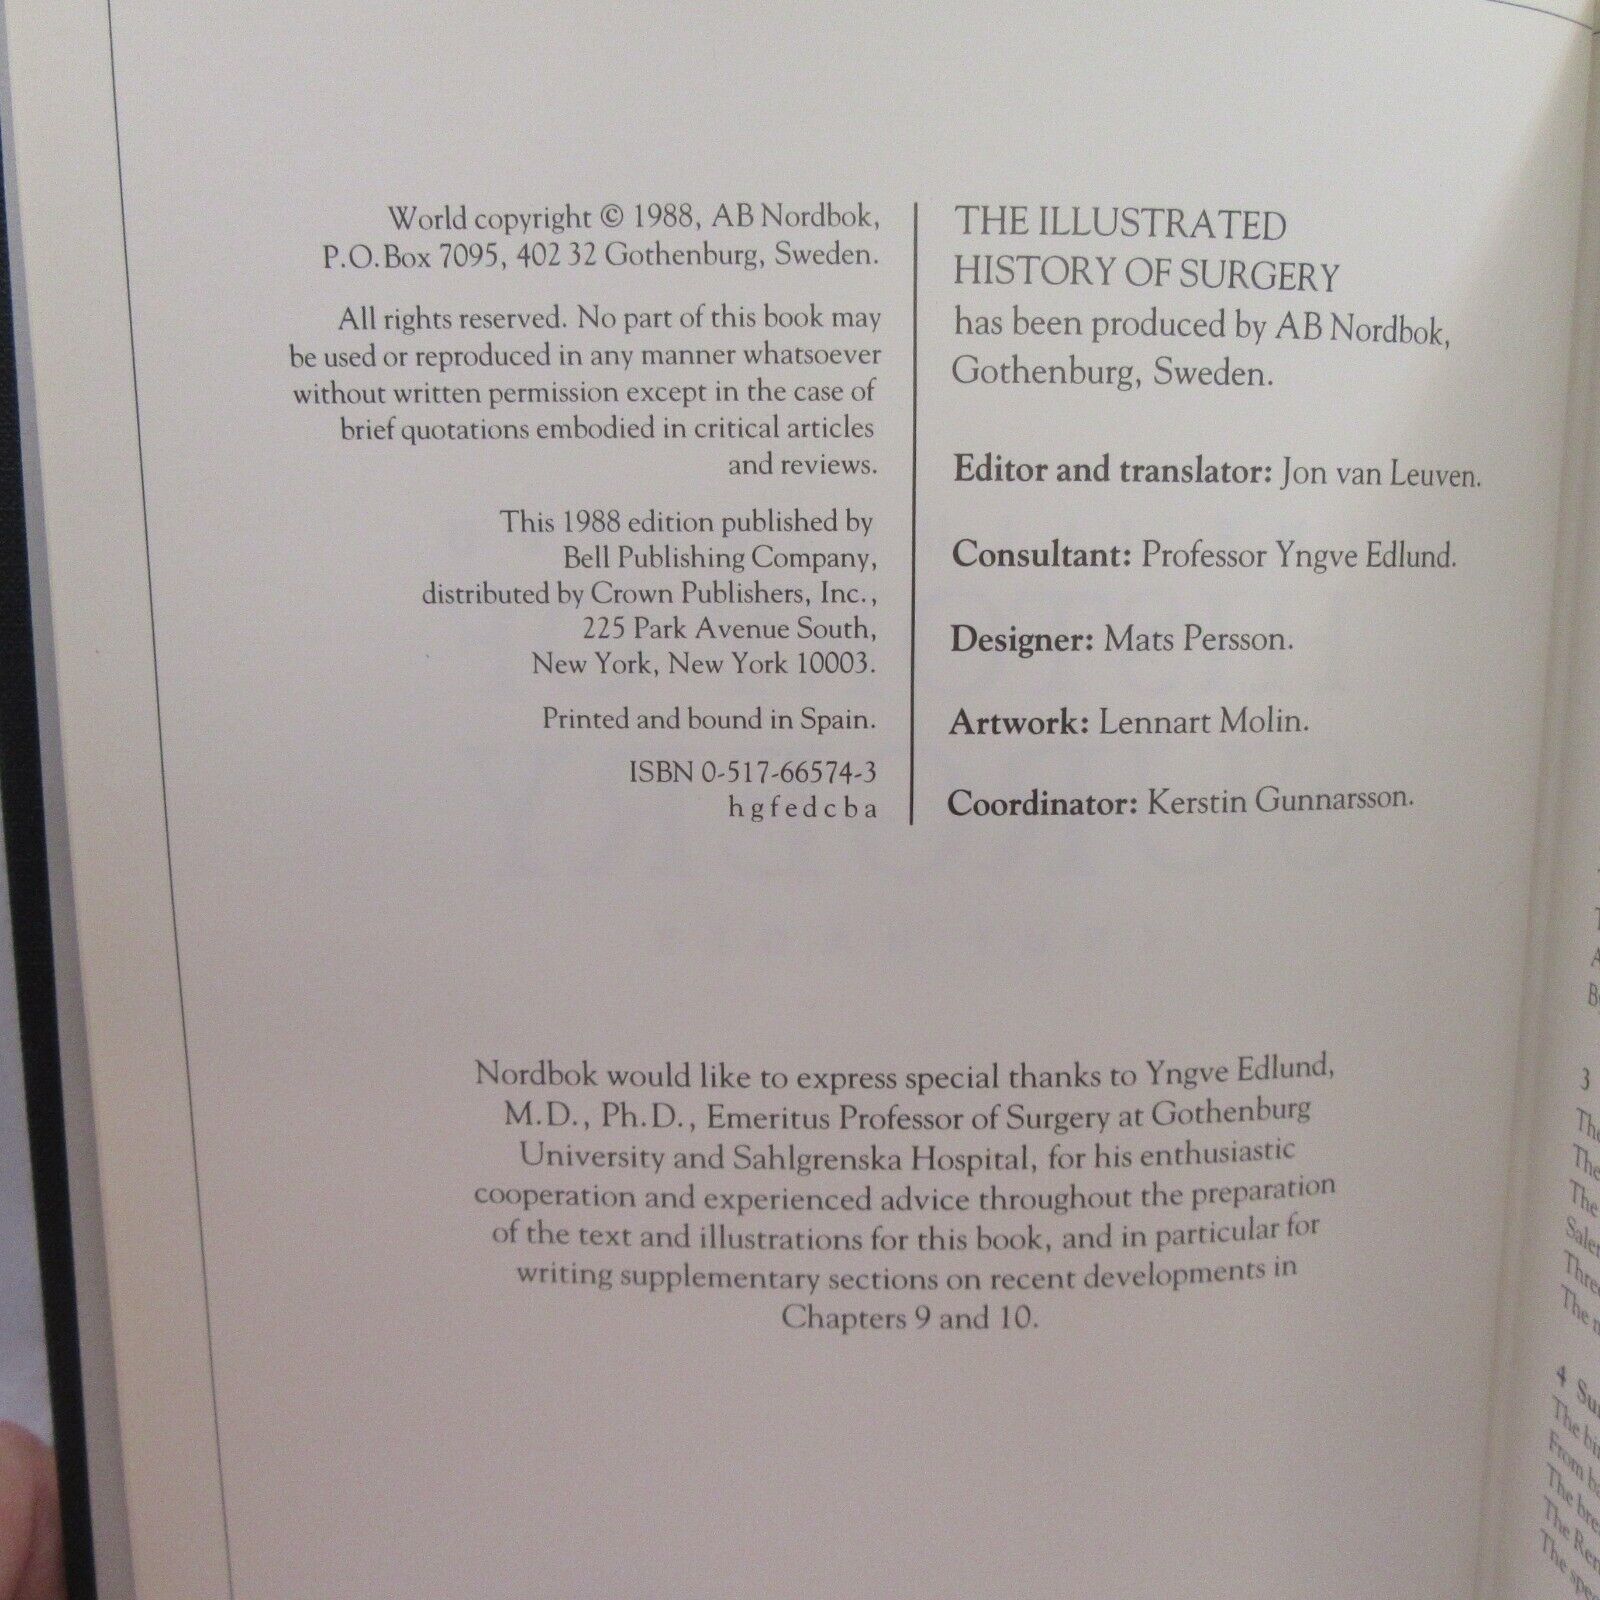 World copyright © 1988, AB Nordbok,
P.O.Box 7095, 402 32 Gothenburg, Sweden.
All rights reserved. No part of this book may
be used or reproduced in any manner whatsoever
without written permission except in the case of
brief quotations embodied in critical articles
and reviews.
This 1988 edition published by
Bell Publishing Company,
distributed by Crown Publishers, Inc.,
225 Park Avenue South,
New York, New York 10003.
Printed and bound in Spain.
ISBN 0-517-66574-3
h g f e d c b a
THE ILLUSTRATED
HISTORY OF SURGERY
has been produced by AB Nordbok,
Gothenburg, Sweden.
Editor and translator: Jon van Leuven.
Consultant: Professor Yngve Edlund.
Designer: Mats Persson.
Artwork: Lennart Molin.
Coordinator: Kerstin Gunnarsson.
Nordbok would like to express special thanks to Yngve Edlund,
M.D., Ph.D., Emeritus Professor of Surgery at Gothenburg
University and Sahlgrenska Hospital, for his enthusiastic
cooperation and experienced advice throughout the preparation
of the text and illustrations for this book, and in particular for
writing supplementary sections on recent developments in
Chapters 9 and 10.
3
The
The
The
4
The
From
The
The
The